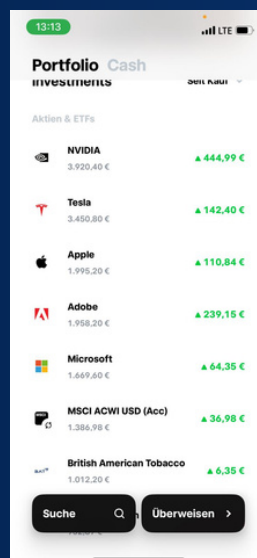 13:13
LTE
Portfolio Cash
Investments Seit Kauf
Aktien & ETFs
NVIDIA
3.920,40 €
▲ 444,99 €
Tesla
3.450,80 €
▲ 142,40 €
Apple
1.995,20 €
▲ 110,84 €
Adobe
1.958,20 €
▲ 239,15 €
Microsoft
1.669,60 €
▲ 64,35 €
MSCI
MSCI ACWI USD (Acc)
1.386,98 €
▲ 36,98 €
British American Tobacco
1.012,20 €
▲ 6,35 €
Suche
Überweisen